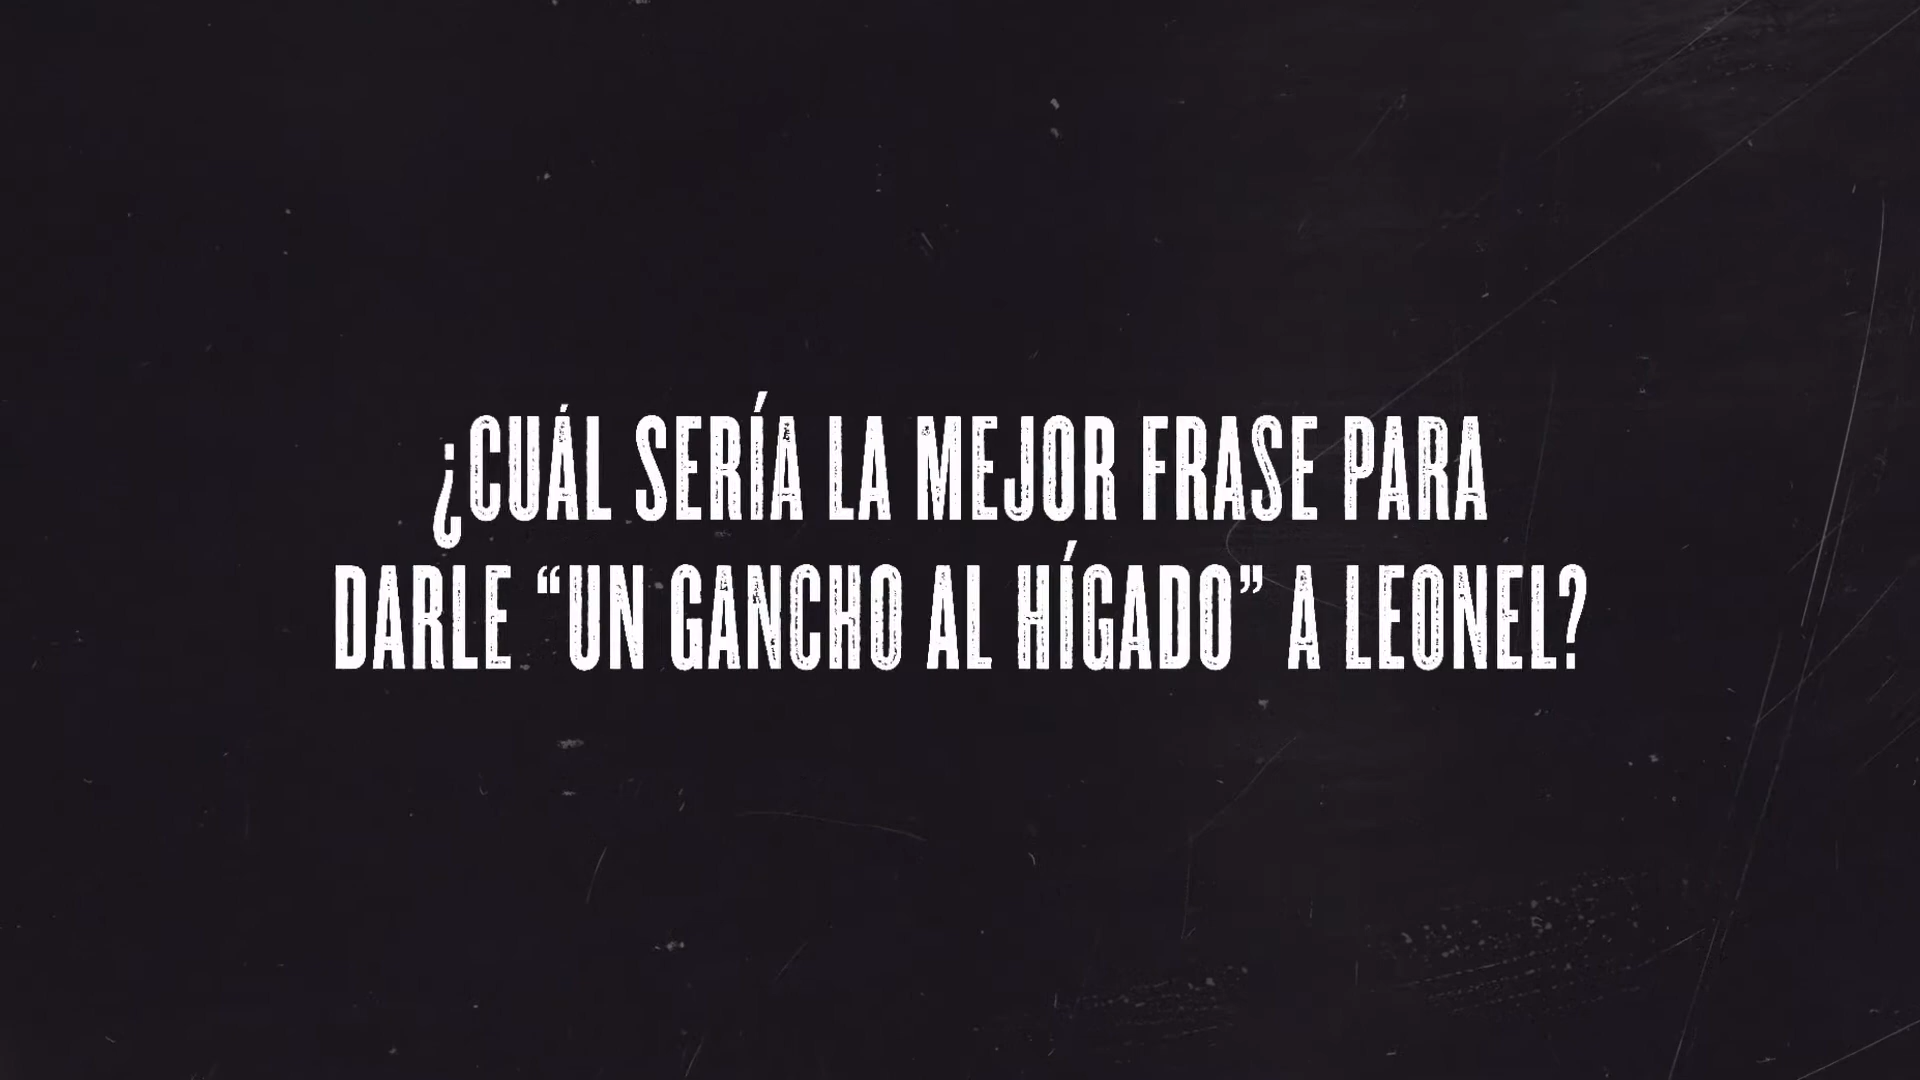 ¿CUÁL SERÍA LA MEJOR FRASE PARA
DARLE “UN GANCHO AL HÍGADO” A LEONEL?